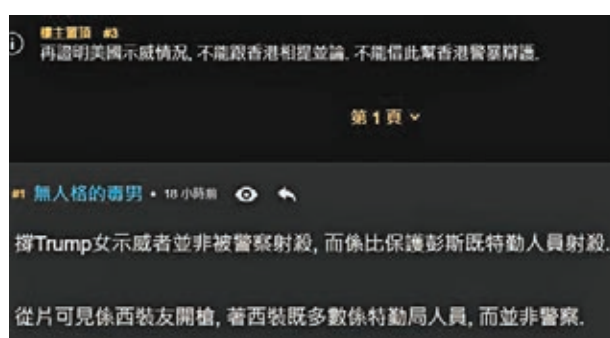 樓主置頂 #3
再證明美國示威情況, 不能跟香港相提並論. 不能借此幫香港警暴辯護.
第 1 頁
#1 無人格的毒男 • 18 小時前
撐Trump女示威者並非被警察射殺, 而係比保護彭斯既特勤人員射殺.
從片可見係西裝友開槍, 著西裝既多數係特勤局人員, 而並非警察.